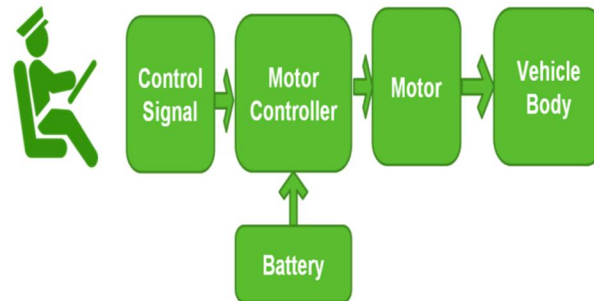 Control
Signal
Motor
Controller
Motor
Vehicle
Body
Battery